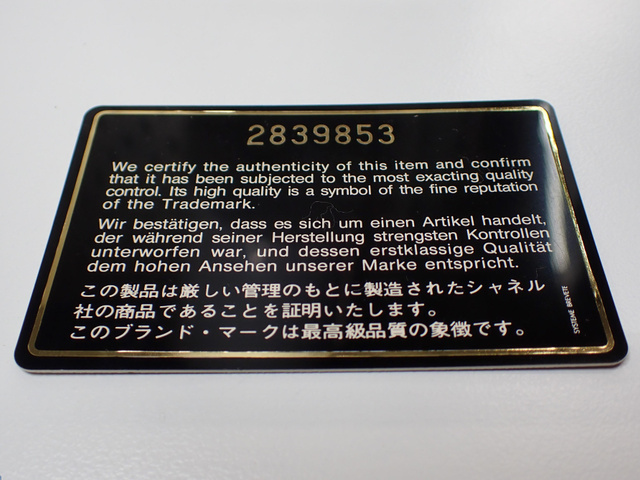 2839853
We certify the authenticity of this item and confirm
that it has been subjected to the most exacting quality
control. Its high quality is a symbol of the fine reputation
of the Trademark.
Wir bestätigen, dass es sich um einen Artikel handelt,
der während seiner Herstellung strengsten Kontrollen
unterworfen war, und dessen erstklassige Qualität
dem hohen Ansehen unserer Marke entspricht.
この製品は厳しい管理のもとに製造されたシャネル
社の商品であることを証明いたします。
このブランド・マークは最高級品質の象徴です。
SYSTEME BREVETE